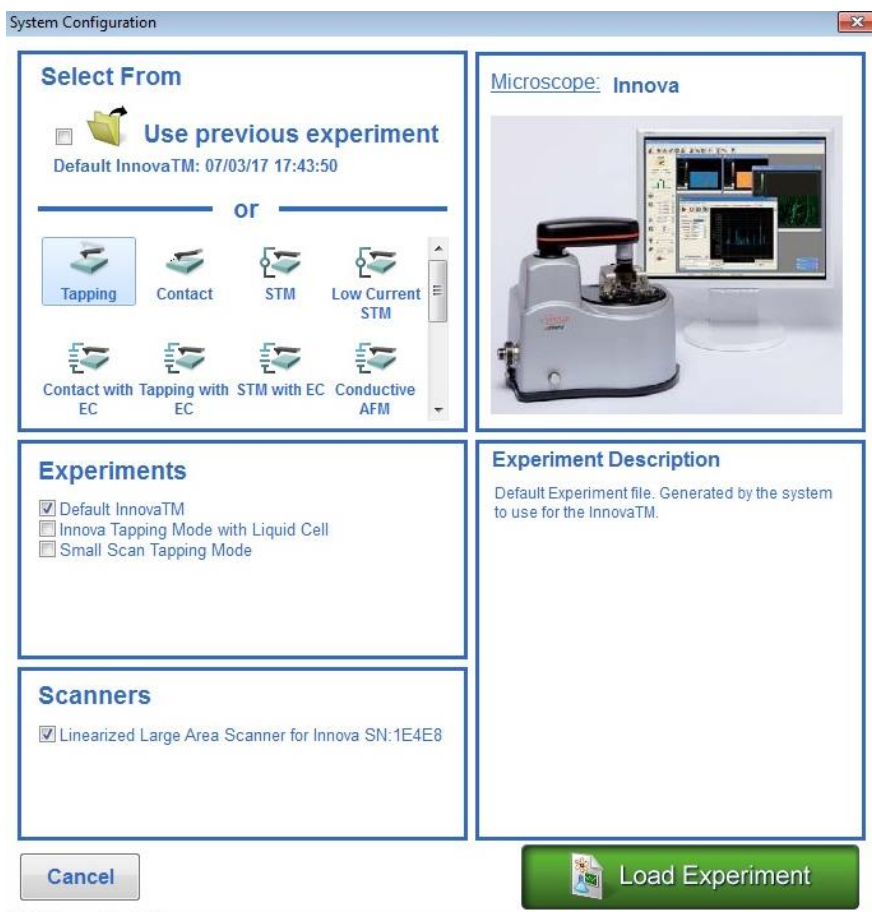 System Configuration
Select From
Use previous experiment
Default InnovaTM: 07/03/17 17:43:50
or
Tapping
Contact
STM
Low Current
STM
Contact with
EC
Tapping with
EC
STM with EC
Conductive
AFM
Microscope: Innova
Experiments
Default InnovaTM
Innova Tapping Mode with Liquid Cell
Small Scan Tapping Mode
Experiment Description
Default Experiment file. Generated by the system
to use for the InnovaTM.
Scanners
Linearized Large Area Scanner for Innova SN:1E4E8
Cancel
Load Experiment